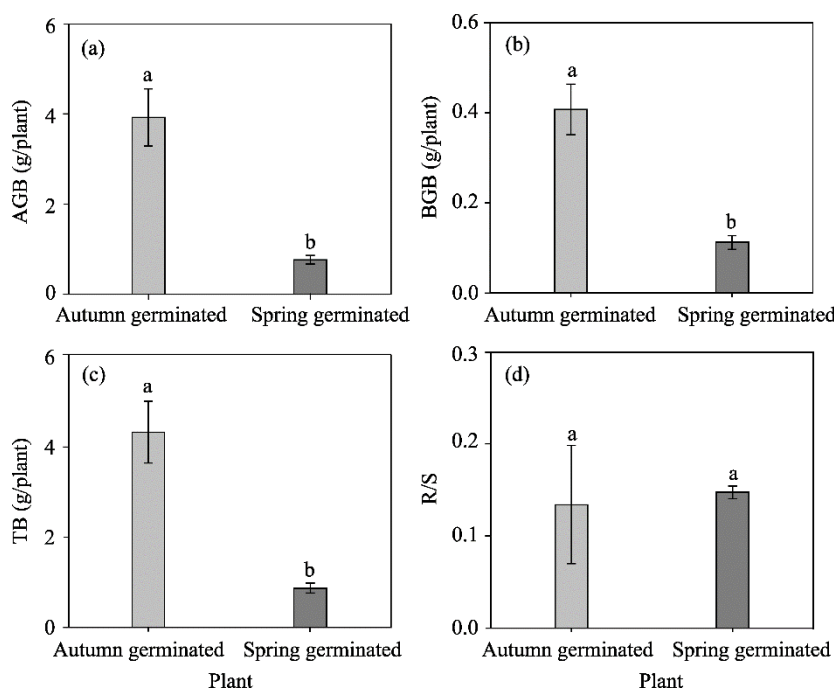 (a)
a
b
AGB (g/plant)
6
4
2
0
Autumn germinated
Spring germinated
(b)
a
b
BGB (g/plant)
0.6
0.4
0.2
0.0
Autumn germinated
Spring germinated
(c)
a
b
TB (g/plant)
6
4
2
0
Autumn germinated
Spring germinated
Plant
(d)
a
a
R/S
0.3
0.2
0.1
0.0
Autumn germinated
Spring germinated
Plant